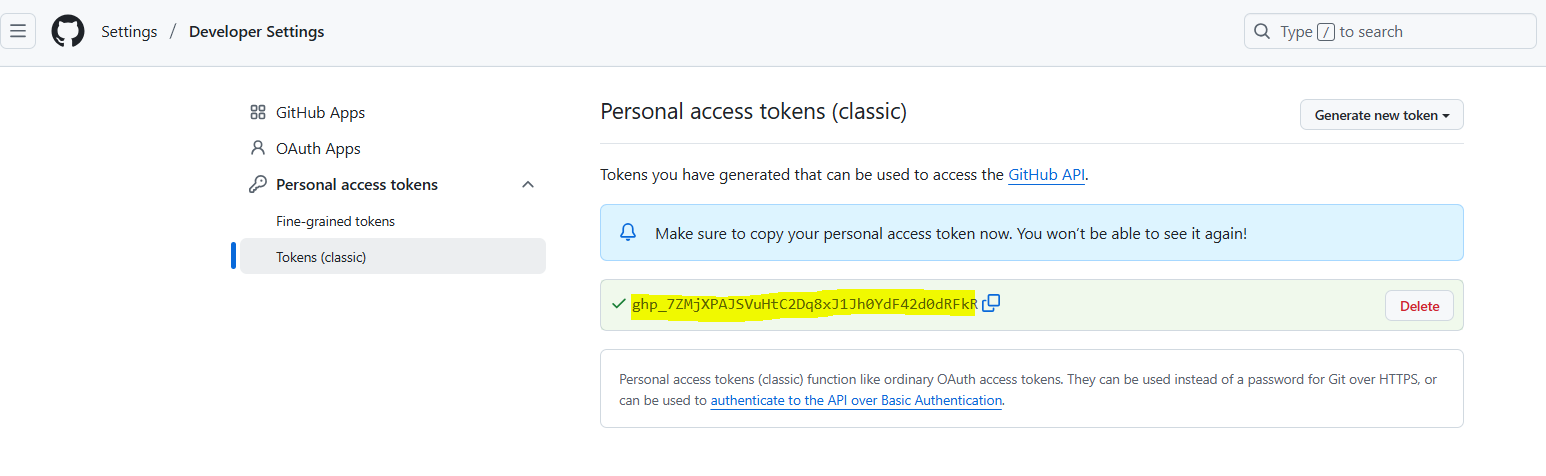 Settings / Developer Settings
Type / to search
GitHub Apps
OAuth Apps
Personal access tokens
Fine-grained tokens
Tokens (classic)
Personal access tokens (classic)
Generate new token
Tokens you have generated that can be used to access the GitHub API.
Make sure to copy your personal access token now. You won’t be able to see it again!
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
Delete
Personal access tokens (classic) function like ordinary OAuth access tokens. They can be used instead of a password for Git over HTTPS, or
can be used to authenticate to the API over Basic Authentication.